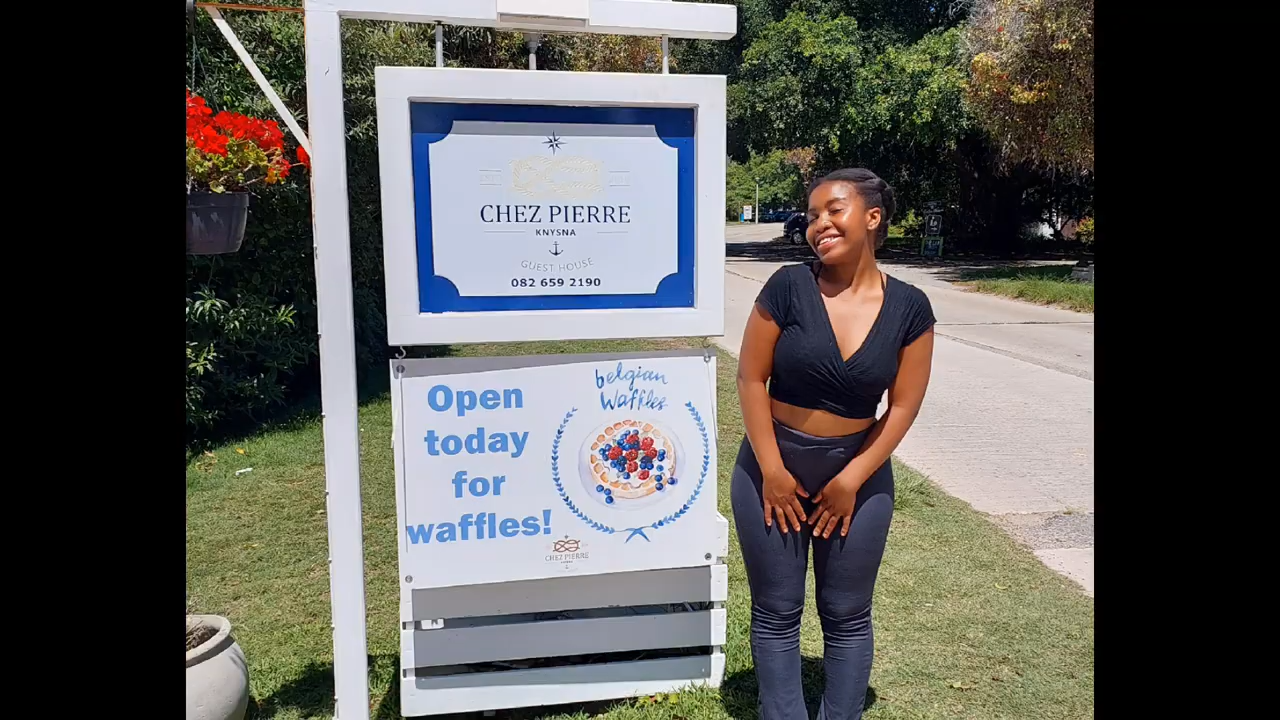 CHEZ PIERRE
KNYSNA
GUEST HOUSE
082 659 2190
Open
today
for
waffles!
belgian
Waffles
CHEZ PIERRE